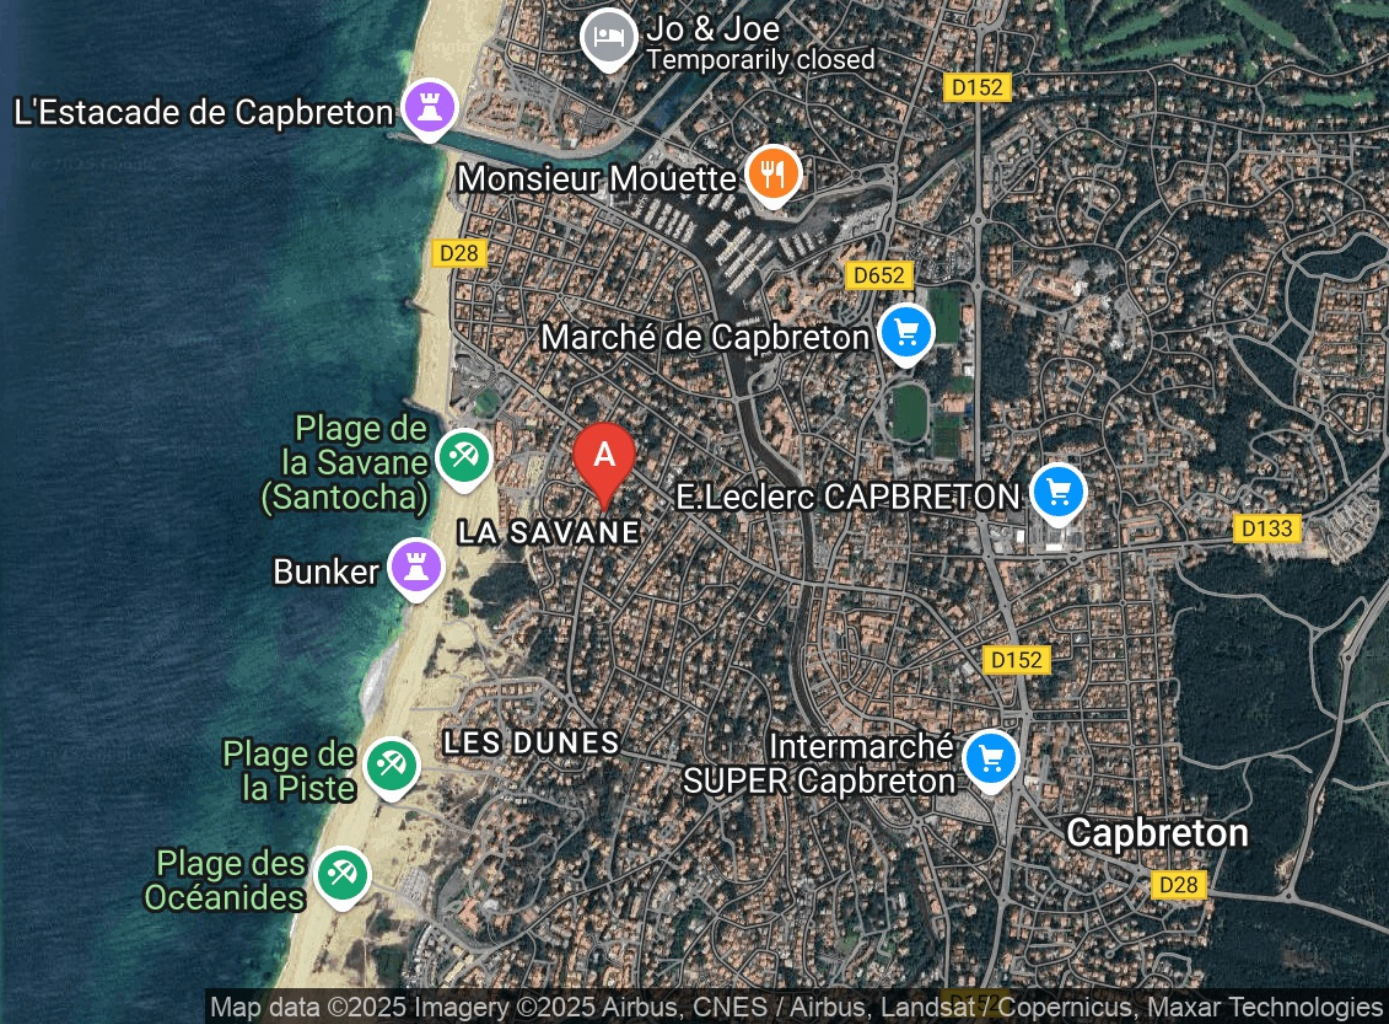 Jo & Joe
Temporarily closed
D152
L'Estacade de Capbreton
Monsieur Mouette
D28
D652
Marché de Capbreton
Plage de
la Savane
(Santocha)
A
E.Leclerc CAPBRETON
LA SAVANE
D133
Bunker
D152
Plage de
la Piste
LES DUNES
Intermarché
SUPER Capbreton
Capbreton
Plage des
Océanides
D28
D152
Map data ©2025 Imagery ©2025 Airbus, CNES / Airbus, Landsat / Copernicus, Maxar Technologies